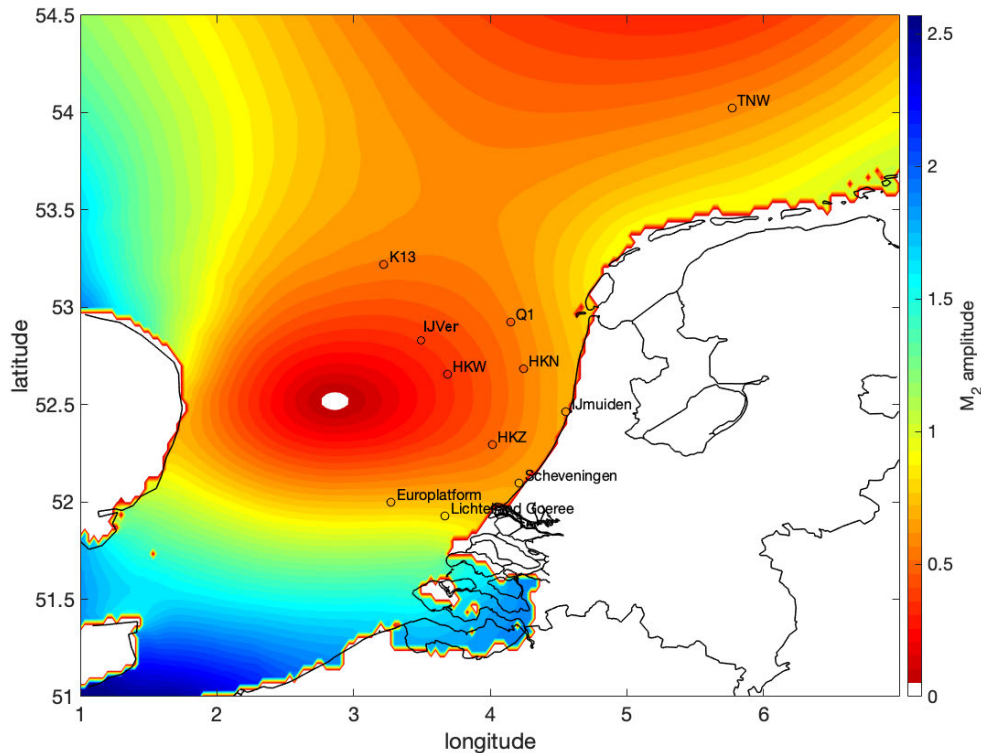 54.5
54
53.5
53
52.5
52
51.5
51
latitude
1
2
3
4
5
6
longitude
TNW
K13
Q1
IJVer
HKW
HKN
IJmuiden
HKZ
Scheveningen
Europlatform
Lichteiland Goeree
2.5
2
1.5
1
0.5
0
M2 amplitude